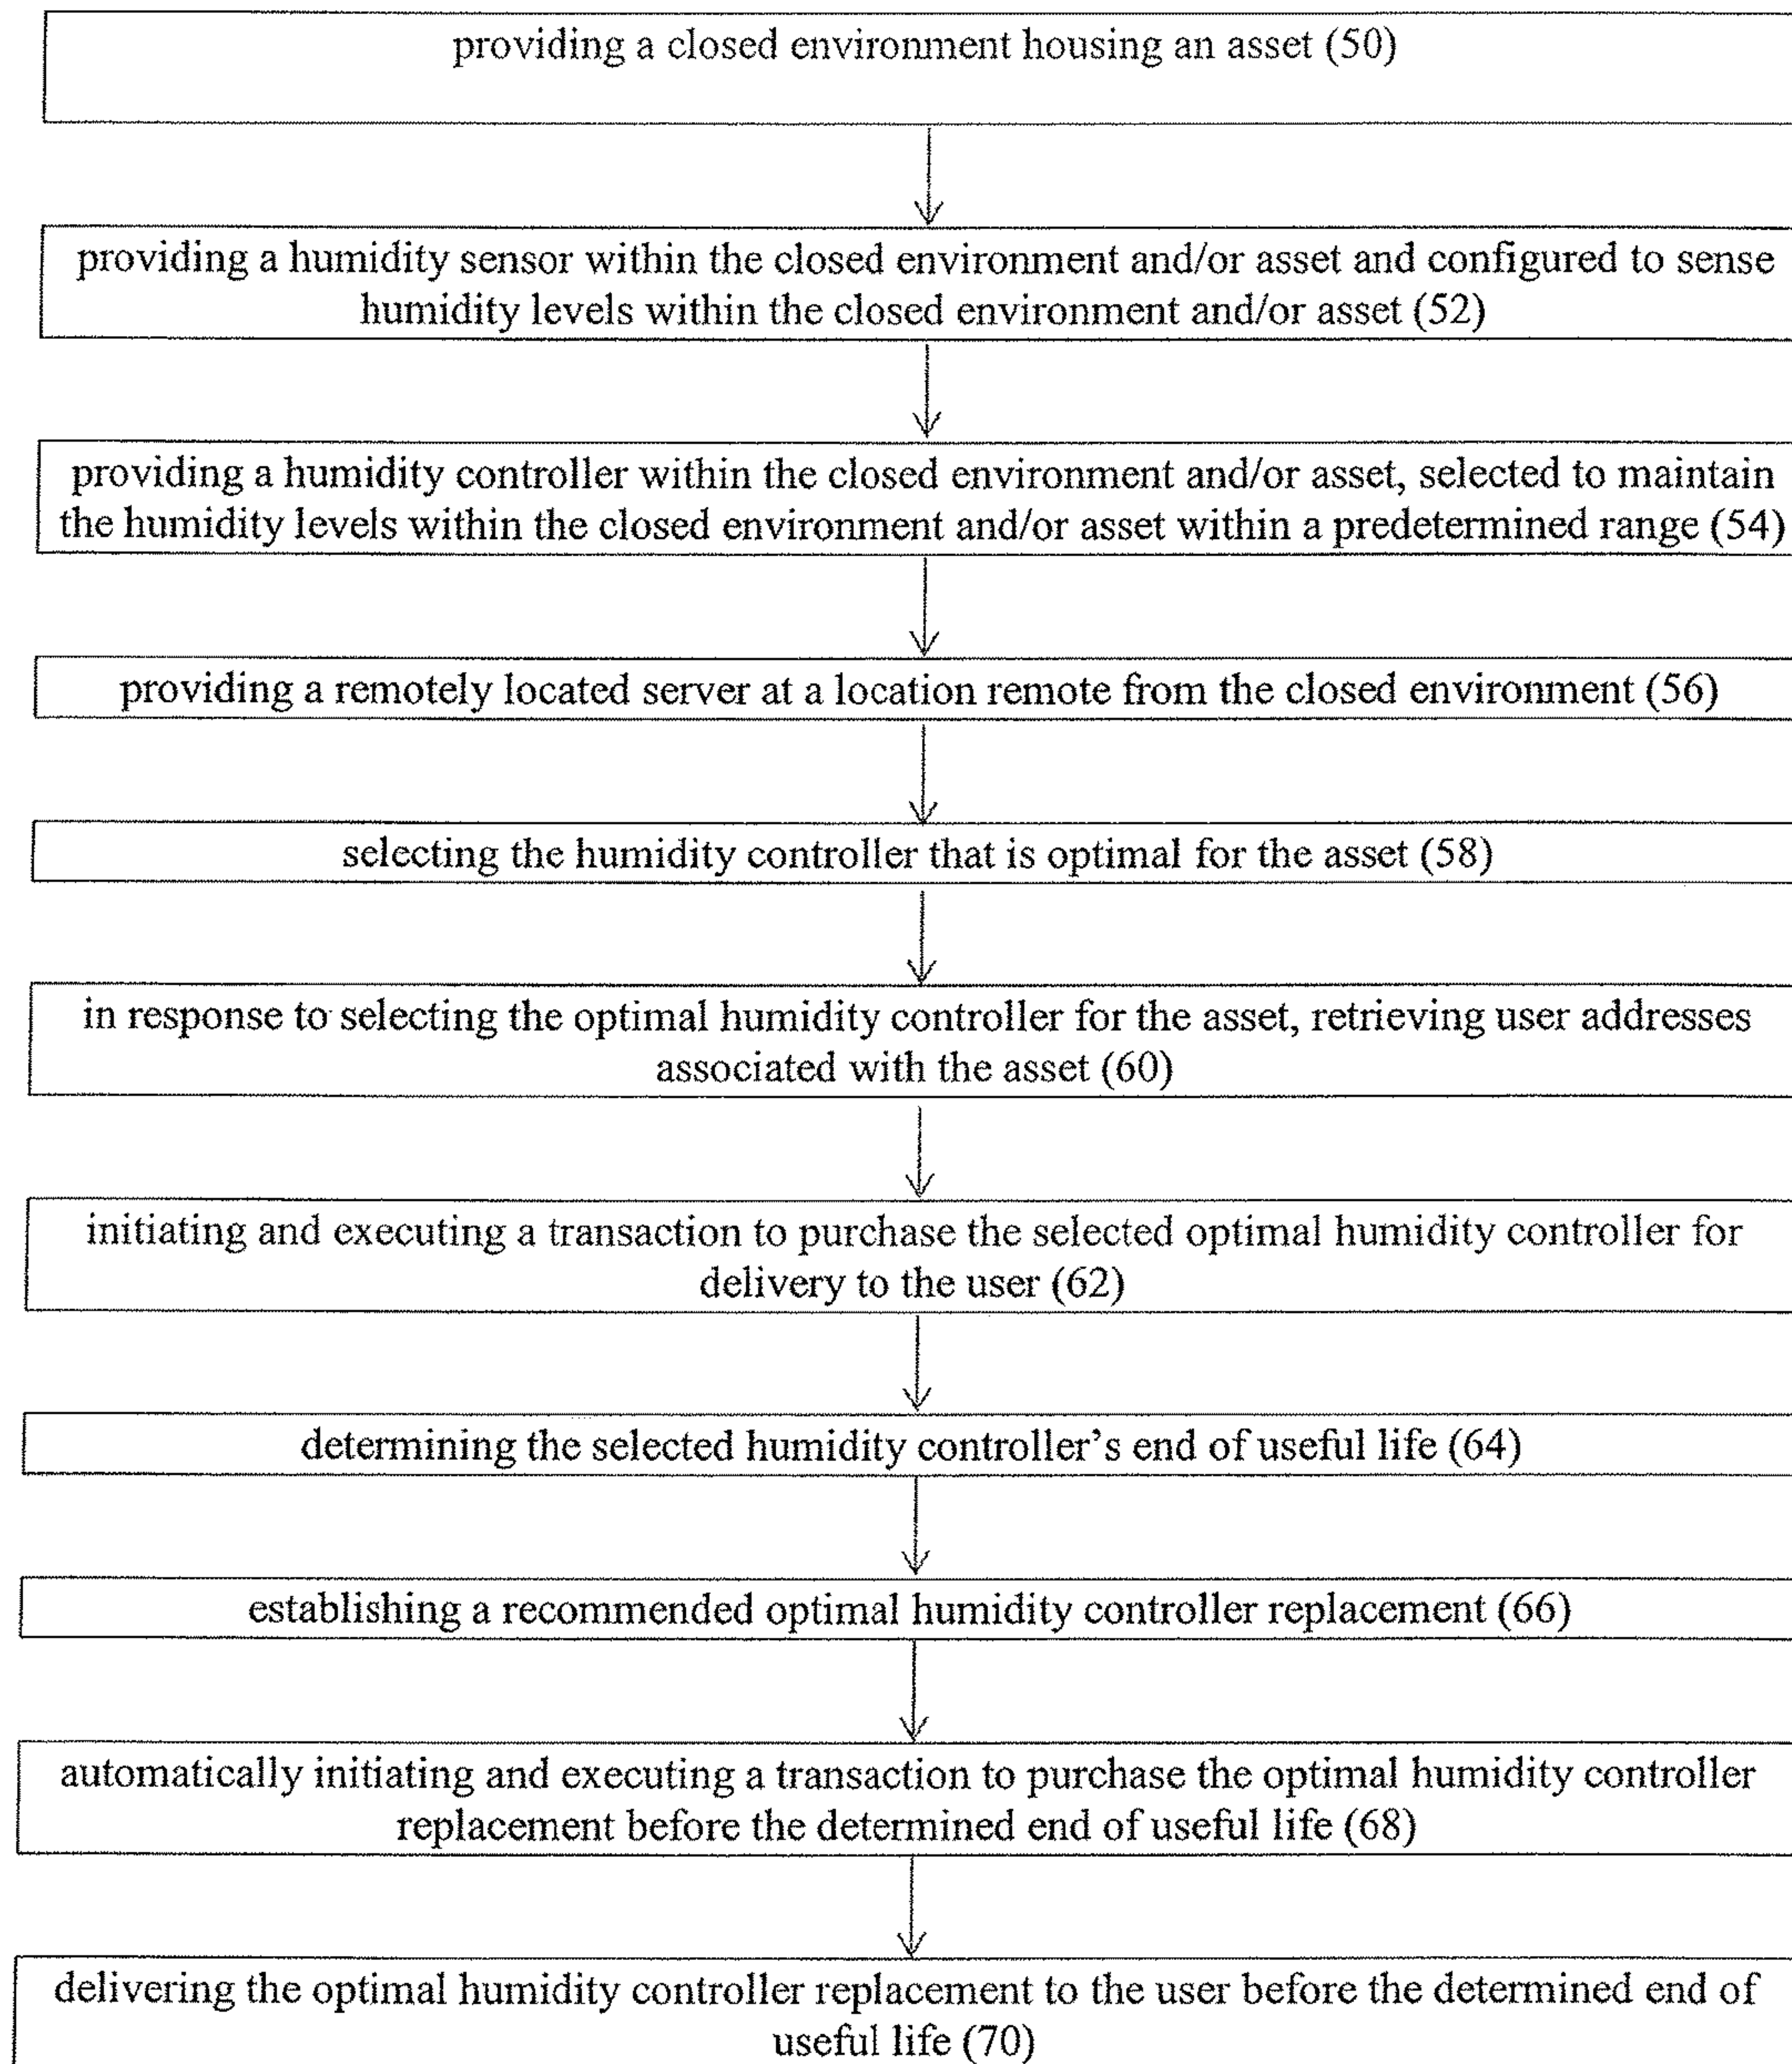 providing a closed environment housing an asset (50)
providing a humidity sensor within the closed environment and/or asset and configured to sense
humidity levels within the closed environment and/or asset (52)
providing a humidity controller within the closed environment and/or asset, selected to maintain
the humidity levels within the closed environment and/or asset within a predetermined range (54)
providing a remotely located server at a location remote from the closed environment (56)
selecting the humidity controller that is optimal for the asset (58)
in response to selecting the optimal humidity controller for the asset, retrieving user addresses
associated with the asset (60)
initiating and executing a transaction to purchase the selected optimal humidity controller for
delivery to the user (62)
determining the selected humidity controller's end of useful life (64)
establishing a recommended optimal humidity controller replacement (66)
automatically initiating and executing a transaction to purchase the optimal humidity controller
replacement before the determined end of useful life (68)
delivering the optimal humidity controller replacement to the user before the determined end of
useful life (70)